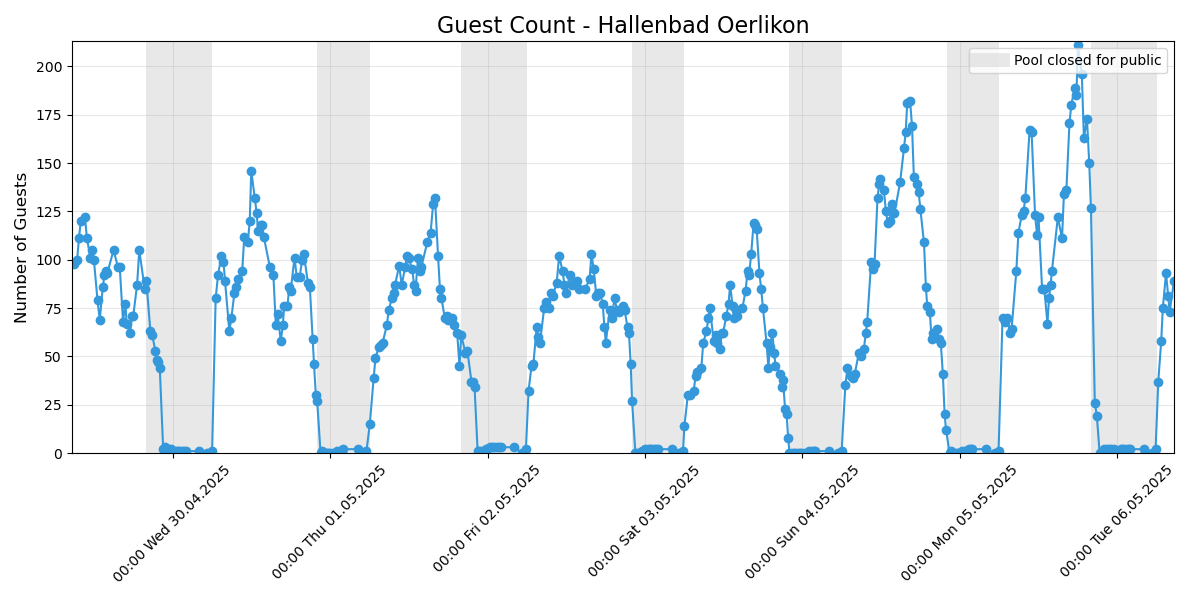 Guest Count - Hallenbad Oerlikon
Pool closed for public
Number of Guests
200
175
150
125
100
75
50
25
0
00:00 Wed 30.04.2025
00:00 Thu 01.05.2025
00:00 Fri 02.05.2025
00:00 Sat 03.05.2025
00:00 Sun 04.05.2025
00:00 Mon 05.05.2025
00:00 Tue 06.05.2025